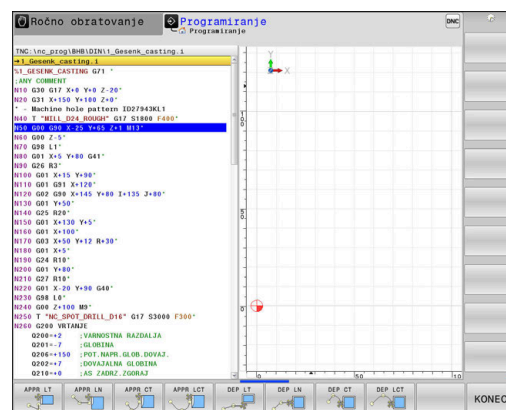 Ročno obratovanje
Programiranje
Programiranje
DNC
TNC:\nc_prog\BHB\DIN\1_Gesenk_casting.i
→1_Gesenk_casting.i
%1_GESENK_CASTING G71 *
;ANY COMMENT
N10 G30 G17 X+0 Y+0 Z-20*
N20 G31 X+150 Y+100 Z+0*
* - Machine hole pattern ID27943KL1
N40 T "MILL_D24_ROUGH" G17 S1800 F400*
N50 G00 G90 X-25 Y+65 Z+1 M13*
N60 G00 Z-5*
N70 G98 L1*
N80 G01 X+5 Y+80 G41*
N90 G26 R3*
N100 G01 X+15 Y+90*
N110 G01 G91 X+120*
N120 G02 G90 X+145 Y+80 I+135 J+80*
N130 G01 Y+50*
N140 G25 R20*
N150 G01 X+130 Y+5*
N160 G01 X+100*
N170 G03 X+50 Y+12 R+30*
N180 G01 X+5*
N190 G24 R10*
N200 G01 Y+80*
N210 G27 R10*
N220 G01 X-20 Y+90 G40*
N230 G98 L0*
N240 G00 Z+100 M9*
N250 T "NC_SPOT_DRILL_D16" G17 S3000 F300*
N260 G200 VRTANJE
Q200=+2 ;VARNOSTNA RAZDALJA
Q201=-7 ;GLOBINA
Q206=+150 ;POT.NAPR.GLOB.DOVAJ.
Q202=+7 ;DOVAJALNA GLOBINA
Q210=+0 ;AS ZADRZ.ZGORAJ
Y
X
100
50
0
0
50
10
APPR LT
APPR LN
APPR CT
APPR LCT
DEP LT
DEP LN
DEP CT
DEP LCT
KONEC